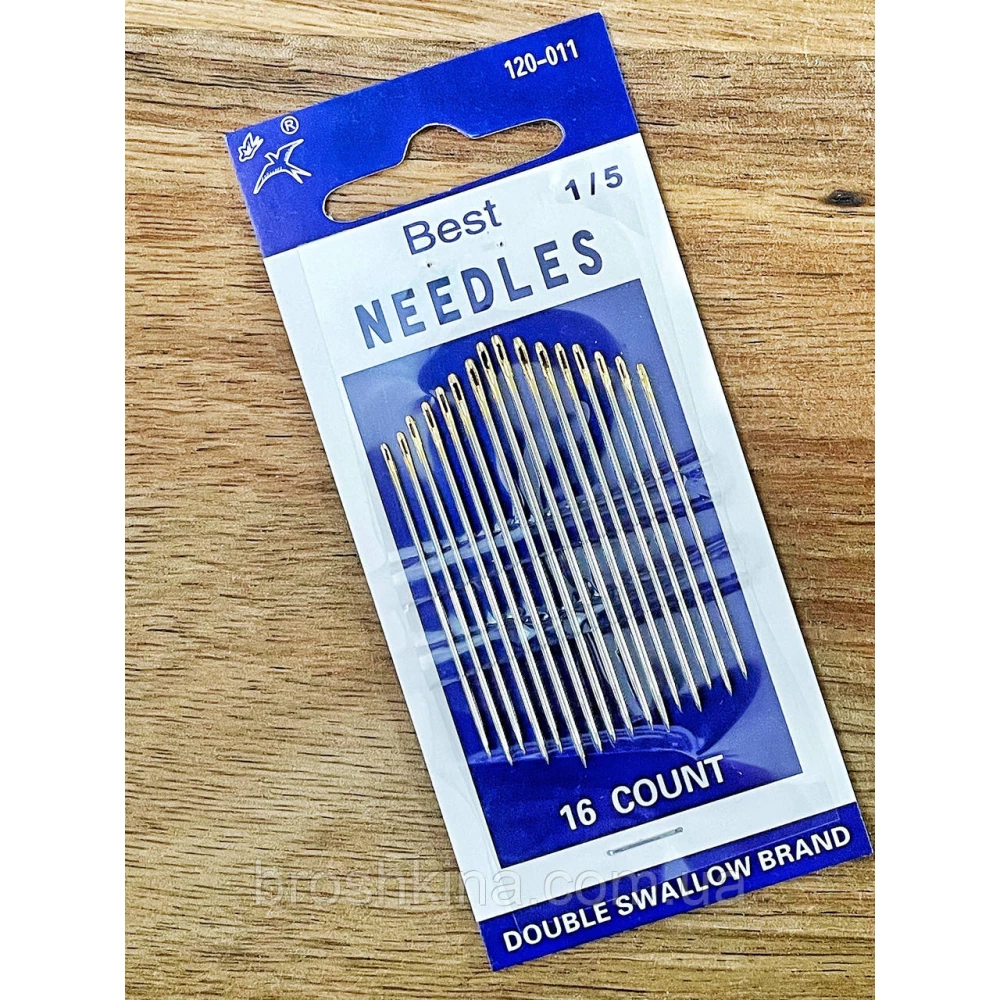 120-011
®
Best 1/5
NEEDLES
16 COUNT
broshkina.com.ua
DOUBLE SWALLOW BRAND